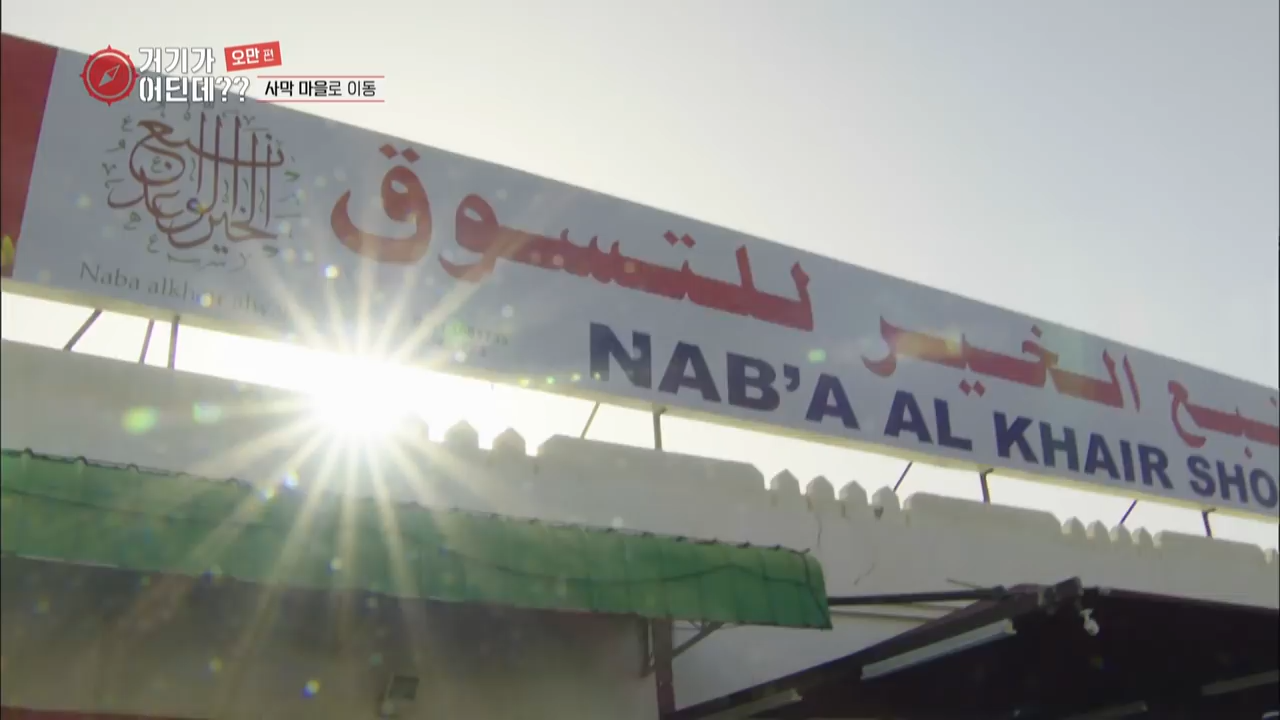 거기가
어딘데??
오만 편
사막 마을로 이동
نبع الخير للتسوق
NAB'A AL KHAIR SHO